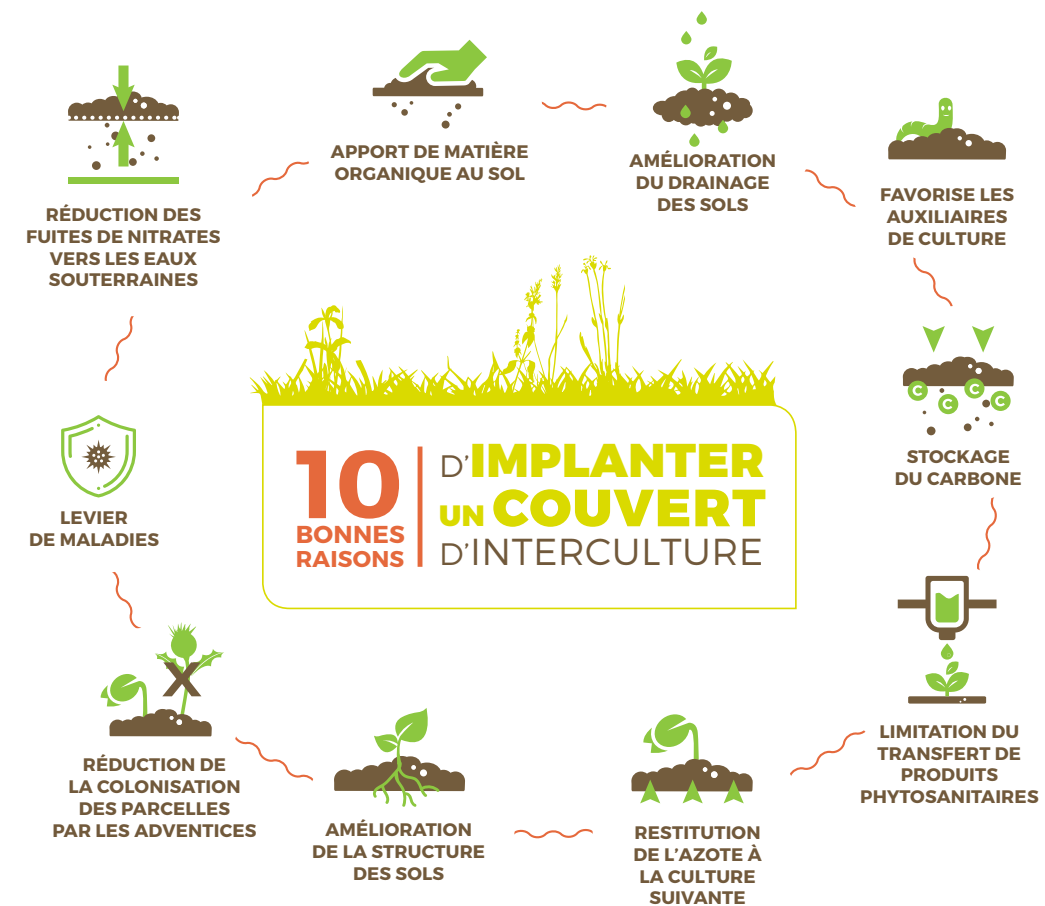 RÉDUCTION DES
FUITES DE NITRATES
VERS LES EAUX
SOUTERRAINES
APPORT DE MATIÈRE
ORGANIQUE AU SOL
AMÉLIORATION
DU DRAINAGE
DES SOLS
FAVORISE LES
AUXILIAIRES
DE CULTURE
C
C
C
C
STOCKAGE
DU CARBONE
LIMITATION DU
TRANSFERT DE
PRODUITS
PHYTOSANITAIRES
RESTITUTION
DE L'AZOTE À
LA CULTURE
SUIVANTE
AMÉLIORATION
DE LA STRUCTURE
DES SOLS
RÉDUCTION DE
LA COLONISATION
DES PARCELLES
PAR LES ADVENTICES
LEVIER
DE MALADIES
10
BONNES
RAISONS
D'IMPLANTER
UN COUVERT
D'INTERCULTURE